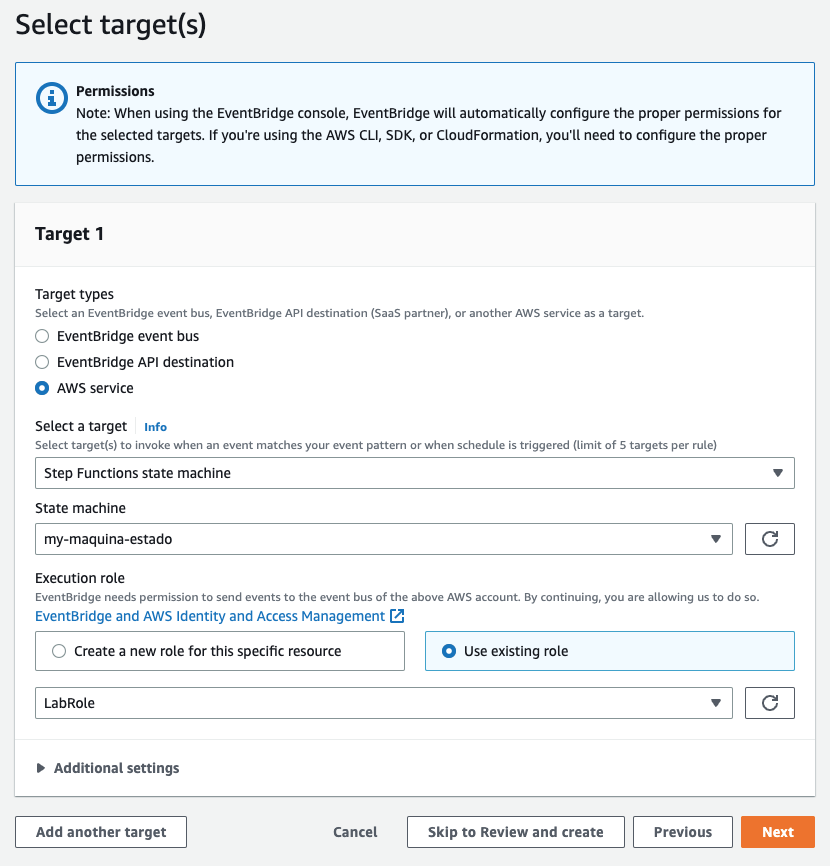 Select target(s)
Permissions
Note: When using the EventBridge console, EventBridge will automatically configure the proper permissions for
the selected targets. If you're using the AWS CLI, SDK, or CloudFormation, you'll need to configure the proper
permissions.
Target 1
Target types
Select an EventBridge event bus, EventBridge API destination (SaaS partner), or another AWS service as a target.
EventBridge event bus
EventBridge API destination
AWS service
Select a target Info
Select target(s) to invoke when an event matches your event pattern or when schedule is triggered (limit of 5 targets per rule)
Step Functions state machine
State machine
my-maquina-estado
Execution role
EventBridge needs permission to send events to the event bus of the above AWS account. By continuing, you are allowing us to do so.
EventBridge and AWS Identity and Access Management
Create a new role for this specific resource Use existing role
LabRole
Additional settings
Add another target Cancel Skip to Review and create Previous Next